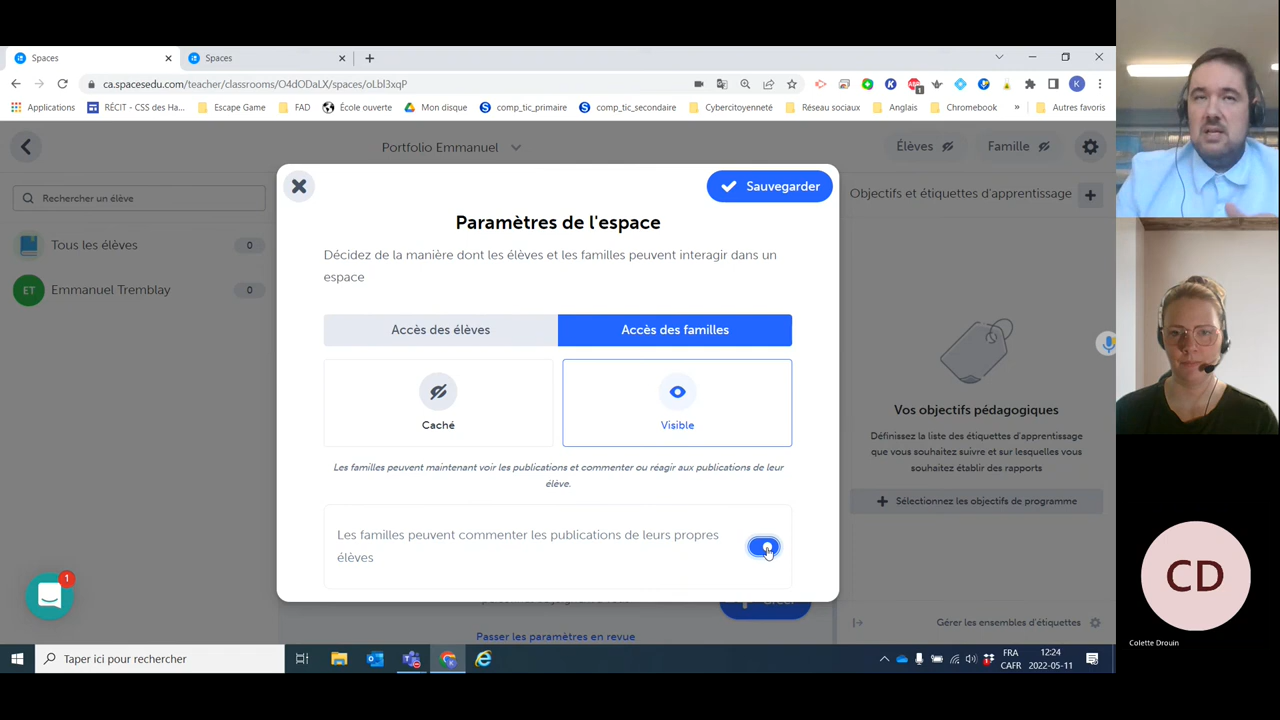 Spaces
Spaces
ca.spacesedu.com/teacher/classrooms/O4dODaLX/spaces/oLbl3xqP
Applications
RÉCIT - CSS des Ha...
Escape Game
FAD
École ouverte
Mon disque
comp_tic_primaire
comp_tic_secondaire
Cybercitoyenneté
Réseau sociaux
Anglais
Chromebook
»
Autres favoris
Portfolio Emmanuel
Élèves
Famille
Rechercher un élève
Tous les élèves
0
ET
Emmanuel Tremblay
0
Sauvegarder
Paramètres de l'espace
Décidez de la manière dont les élèves et les familles peuvent interagir dans un
espace
Accès des élèves
Accès des familles
Caché
Visible
Les familles peuvent maintenant voir les publications et commenter ou réagir aux publications de leur
élève.
Les familles peuvent commenter les publications de leurs propres
élèves
Passer les paramètres en revue
Objectifs et étiquettes d'apprentissage
Vos objectifs pédagogiques
Définissez la liste des étiquettes d'apprentissage
que vous souhaitez suivre et sur lesquelles vous
souhaitez établir des rapports
Sélectionnez les objectifs de programme
Gérer les ensembles d'étiquettes
1
Taper ici pour rechercher
FRA
CAFR
12:24
2022-05-11
CD
Colette Drouin